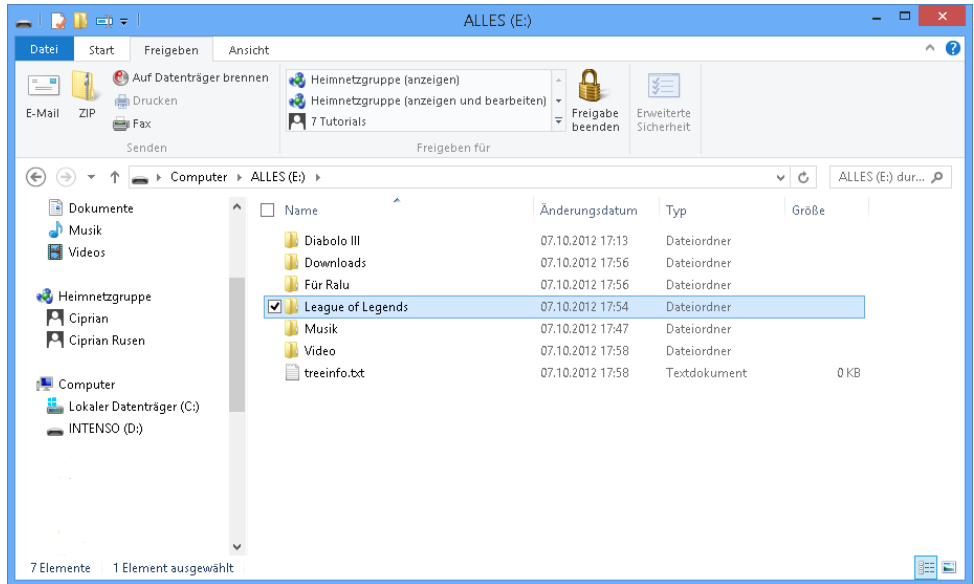 ALLES (E:)
Datei Start Freigeben Ansicht
E-Mail
ZIP
Auf Datenträger brennen
Drucken
Fax
Senden
Heimnetzgruppe (anzeigen)
Heimnetzgruppe (anzeigen und bearbeiten)
7 Tutorials
Freigabe
beenden
Freigeben für
Erweiterte
Sicherheit
Computer ALLES (E:)
ALLES (E:) dur...
Dokumente
Musik
Videos
Heimnetzgruppe
Ciprian
Ciprian Rusen
Computer
Lokaler Datenträger (C:)
INTENSO (D:)
Name Änderungsdatum Typ Größe
Diabolo III 07.10.2012 17:13 Dateiordner
Downloads 07.10.2012 17:56 Dateiordner
Für Ralu 07.10.2012 17:56 Dateiordner
League of Legends 07.10.2012 17:54 Dateiordner
Musik 07.10.2012 17:47 Dateiordner
Video 07.10.2012 17:58 Dateiordner
treeinfo.txt 07.10.2012 17:58 Textdokument 0 KB
7 Elemente 1 Element ausgewählt